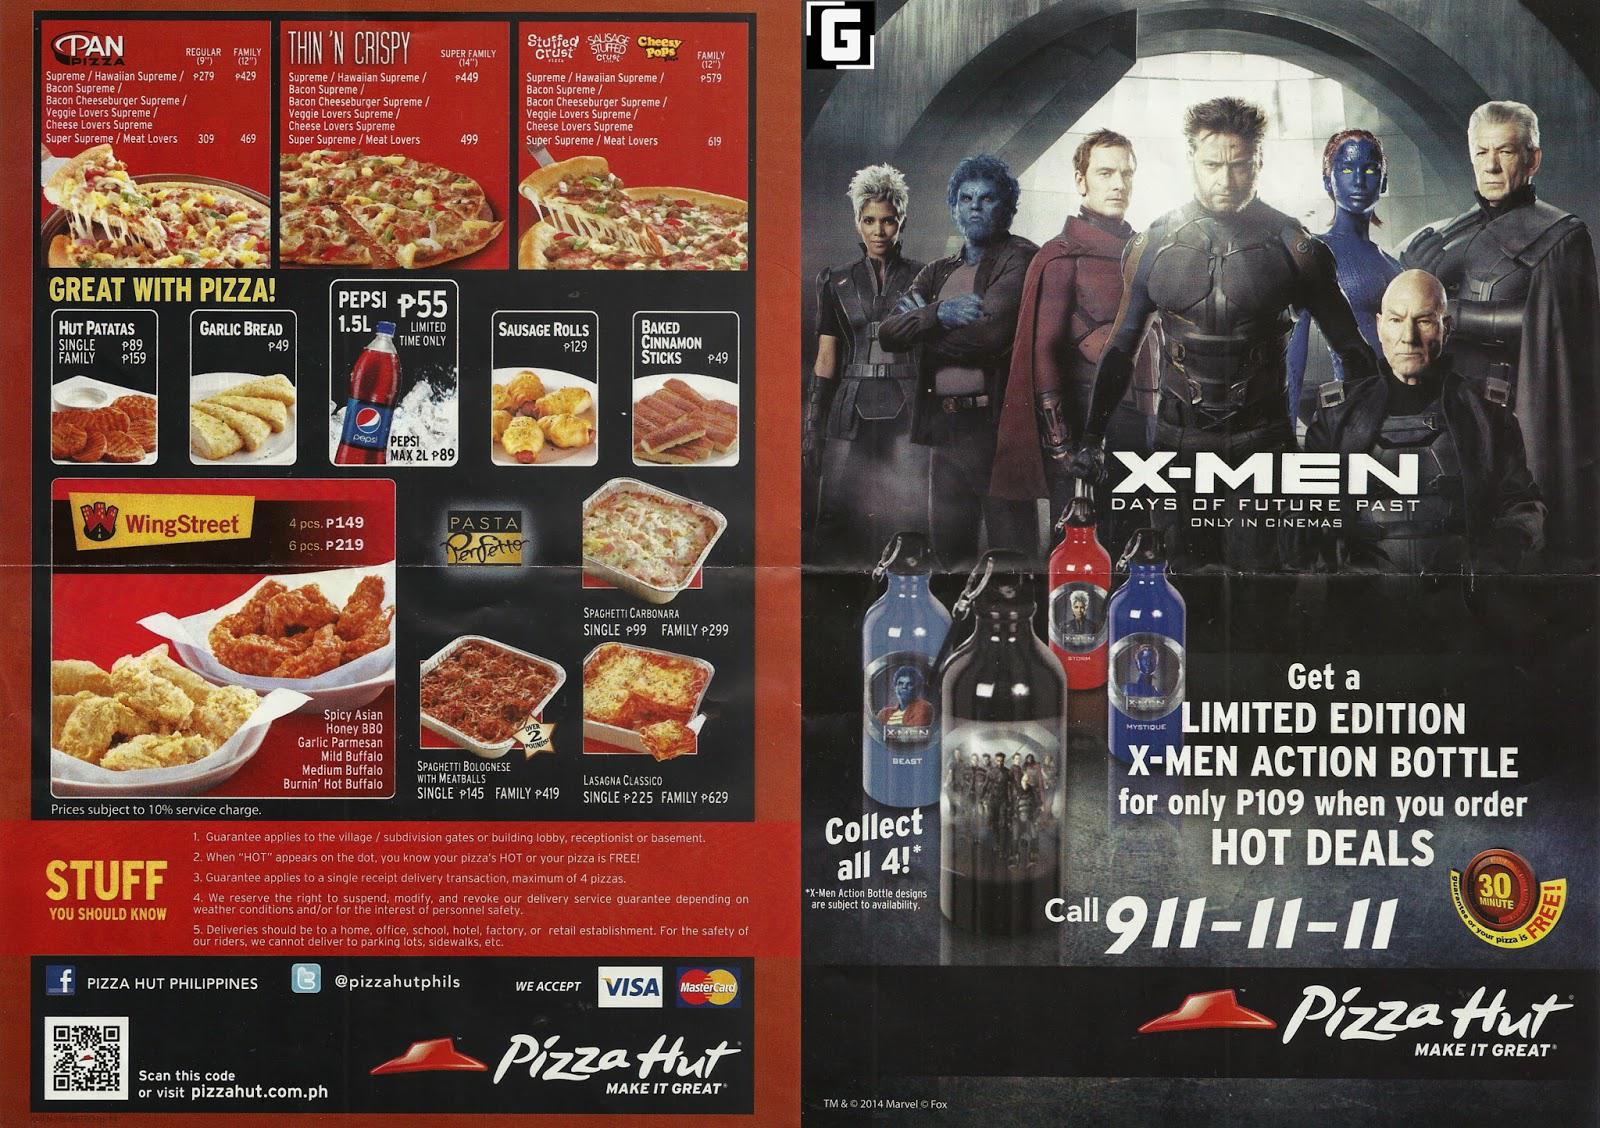 PAN
PIZZA
REGULAR (9") FAMILY (12")
Supreme / Hawaiian Supreme / ₱279 ₱429
Bacon Supreme /
Bacon Cheeseburger Supreme /
Veggie Lovers Supreme /
Cheese Lovers Supreme
Super Supreme / Meat Lovers 309 469
THIN 'N CRISPY
SUPER FAMILY (14")
Supreme / Hawaiian Supreme / ₱449
Bacon Supreme /
Bacon Cheeseburger Supreme /
Veggie Lovers Supreme /
Cheese Lovers Supreme
Super Supreme / Meat Lovers 499
Stuffed Crust PIZZA
SAUSAGE STUFFED CRUST
Cheesy Pops
FAMILY (12")
Supreme / Hawaiian Supreme / ₱579
Bacon Supreme /
Bacon Cheeseburger Supreme /
Veggie Lovers Supreme /
Cheese Lovers Supreme
Super Supreme / Meat Lovers 619
GREAT WITH PIZZA!
HUT PATATAS
SINGLE ₱89
FAMILY ₱159
GARLIC BREAD
₱49
PEPSI ₱55
1.5L LIMITED
TIME ONLY
pepsi
PEPSI
MAX 2L ₱89
SAUSAGE ROLLS
₱129
BAKED
CINNAMON
STICKS ₱49
WingStreet
4 pcs. ₱149
6 pcs. ₱219
Spicy Asian
Honey BBQ
Garlic Parmesan
Mild Buffalo
Medium Buffalo
Burnin' Hot Buffalo
PASTA
Perfetto
SPAGHETTI CARBONARA
SINGLE ₱99 FAMILY ₱299
OVER
2
POUNDS!
SPAGHETTI BOLOGNESE
WITH MEATBALLS
SINGLE ₱145 FAMILY ₱419
LASAGNA CLASSICO
SINGLE ₱225 FAMILY ₱629
Prices subject to 10% service charge.
STUFF
YOU SHOULD KNOW
1. Guarantee applies to the village / subdivision gates or building lobby, receptionist or basement.
2. When "HOT" appears on the dot, you know your pizza's HOT or your pizza is FREE!
3. Guarantee applies to a single receipt delivery transaction, maximum of 4 pizzas.
4. We reserve the right to suspend, modify, and revoke our delivery service guarantee depending on
weather conditions and/or for the interest of personnel safety.
5. Deliveries should be to a home, office, school, hotel, factory, or retail establishment. For the safety of
our riders, we cannot deliver to parking lots, sidewalks, etc.
f PIZZA HUT PHILIPPINES
t @pizzahutphils
WE ACCEPT VISA MasterCard
Scan this code
or visit pizzahut.com.ph
Pizza Hut
MAKE IT GREAT
G
X-MEN
DAYS OF FUTURE PAST
ONLY IN CINEMAS
X-MEN
STORM
X-MEN
MYSTIQUE
X-MEN
BEAST
Get a
LIMITED EDITION
X-MEN ACTION BOTTLE
for only P109 when you order
HOT DEALS
Collect
all 4!*
*X-Men Action Bottle designs
are subject to availability.
Call 911-11-11
30
MINUTE
guarantee or your pizza is FREE!
Pizza Hut
MAKE IT GREAT
TM & © 2014 Marvel © Fox